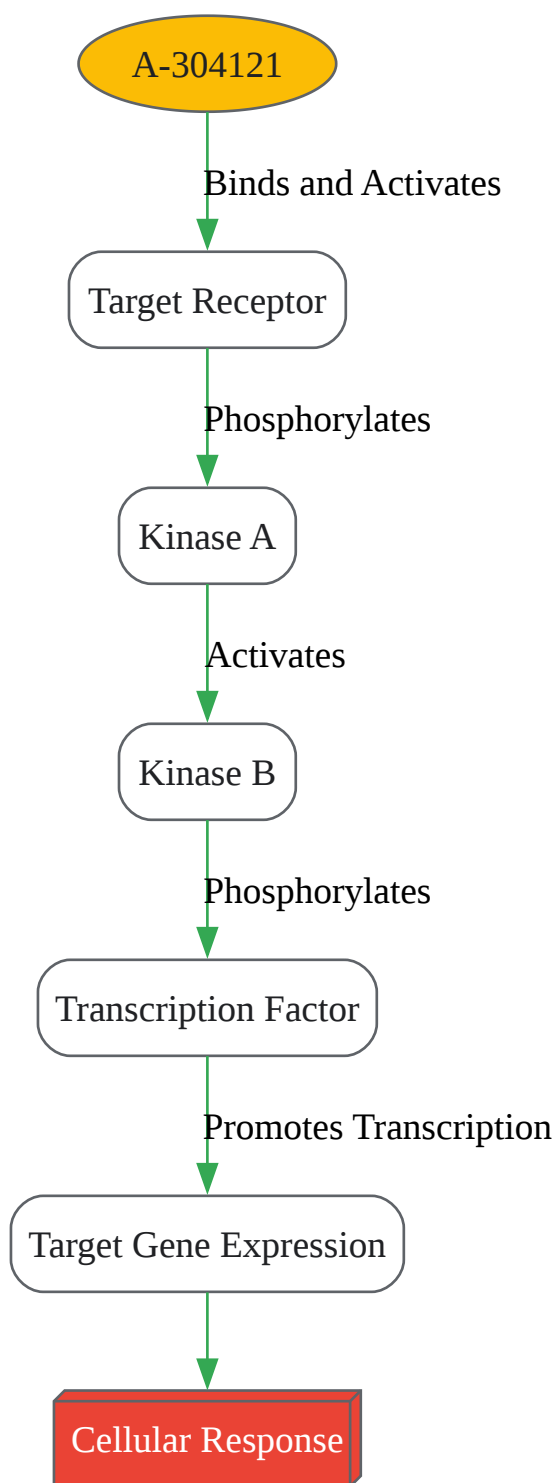 A-304121
Binds and Activates
Target Receptor
Phosphorylates
Kinase A
Activates
Kinase B
Phosphorylates
Transcription Factor
Promotes Transcription
Target Gene Expression
Cellular Response